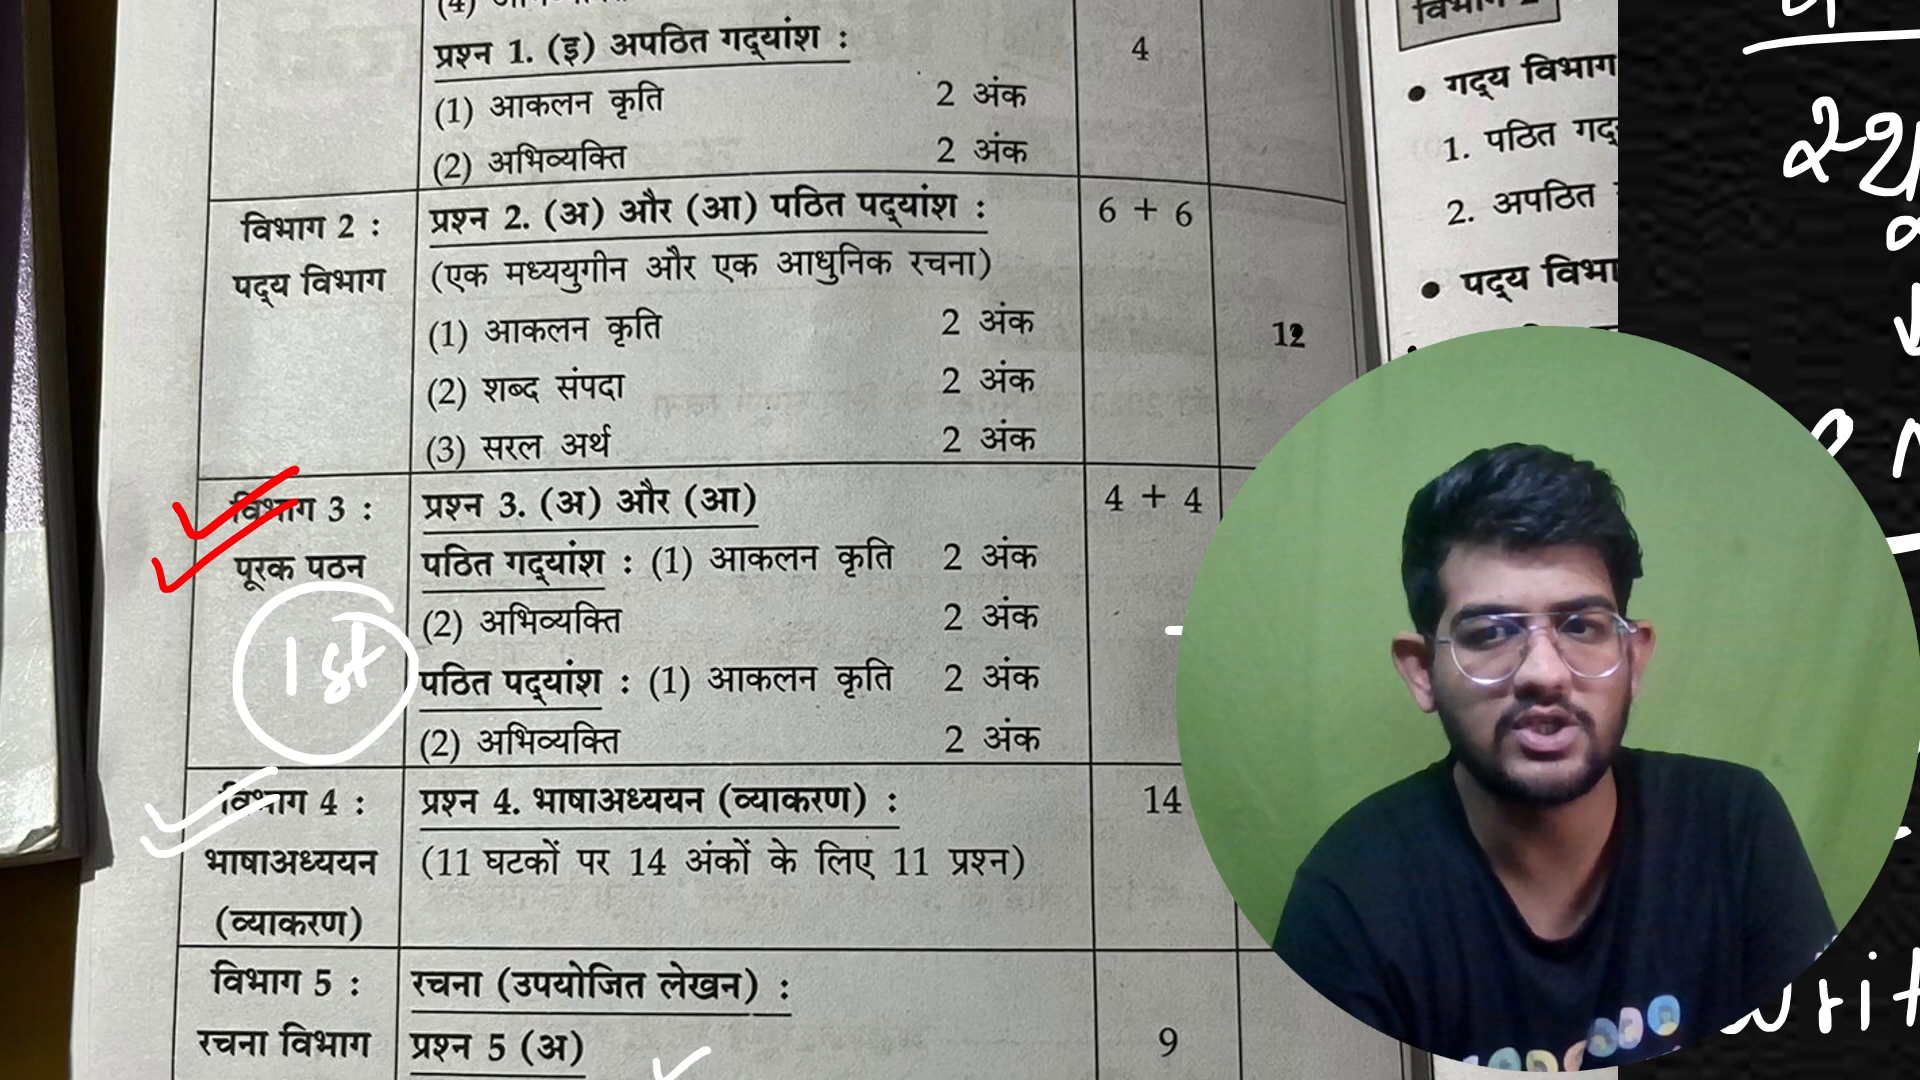 प्रश्न 1. (इ) अपठित गद्‌यांश : 4
(1) आकलन कृति 2 अंक
(2) अभिव्यक्ति 2 अंक
विभाग 2 : प्रश्न 2. (अ) और (आ) पठित पद्‌यांश : 6 + 6
पद्‌य विभाग (एक मध्ययुगीन और एक आधुनिक रचना)
(1) आकलन कृति 2 अंक 12
(2) शब्द संपदा 2 अंक
(3) सरल अर्थ 2 अंक
विभाग 3 : प्रश्न 3. (अ) और (आ) 4 + 4
पूरक पठन पठित गद्‌यांश : (1) आकलन कृति 2 अंक
(2) अभिव्यक्ति 2 अंक
1st
पठित पद्‌यांश : (1) आकलन कृति 2 अंक
(2) अभिव्यक्ति 2 अंक
विभाग 4 : प्रश्न 4. भाषाअध्ययन (व्याकरण) : 14
भाषाअध्ययन (11 घटकों पर 14 अंकों के लिए 11 प्रश्न)
(व्याकरण)
विभाग 5 : रचना (उपयोजित लेखन) :
रचना विभाग प्रश्न 5 (अ) 9
• गद्‌य विभाग
1. पठित
2. अपठित
• पद्‌य